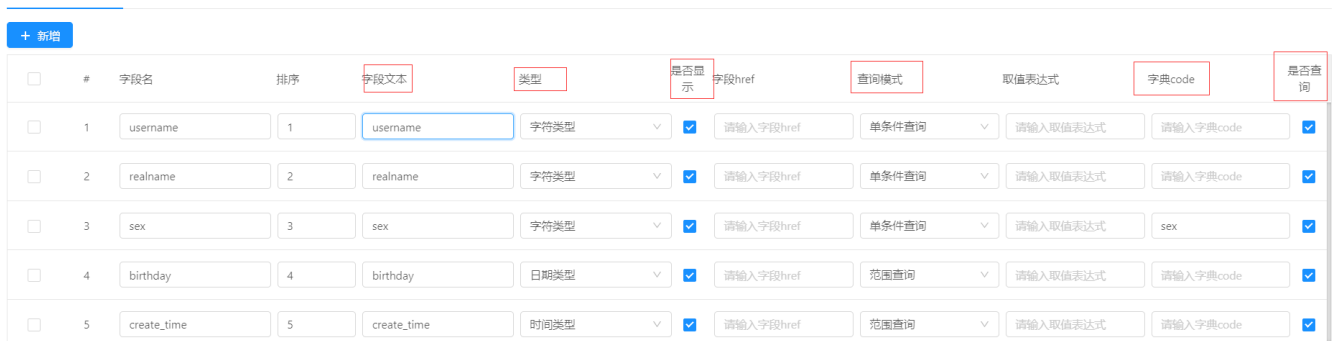 + 新增
# 字段名 排序 字段文本 类型 是否显示 字段href 查询模式 取值表达式 字典code 是否查询
1 username 1 username 字符类型 请输入字段href 单条件查询 请输入取值表达式 请输入字典code
2 realname 2 realname 字符类型 请输入字段href 单条件查询 请输入取值表达式 请输入字典code
3 sex 3 sex 字符类型 请输入字段href 单条件查询 请输入取值表达式 sex
4 birthday 4 birthday 日期类型 请输入字段href 范围查询 请输入取值表达式 请输入字典code
5 create_time 5 create_time 时间类型 请输入字段href 范围查询 请输入取值表达式 请输入字典code